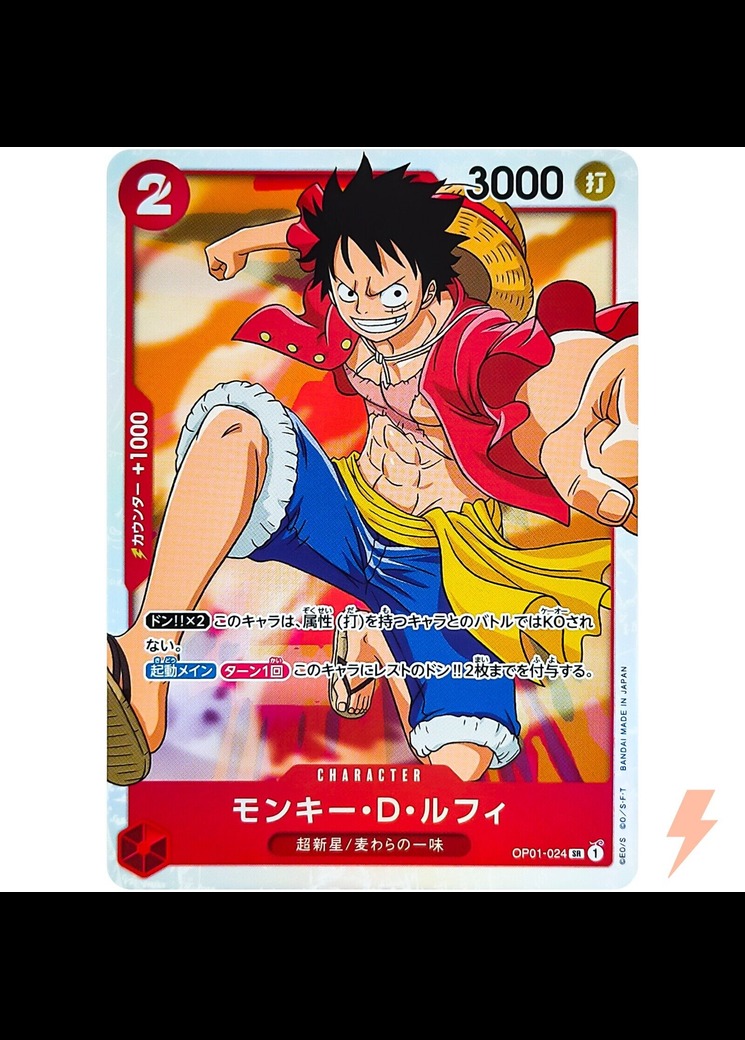 2
3000 打
⚡カウンター +1000
ドン!!×2 このキャラは、属性(打)を持つキャラとのバトルではKOされ
ない。
起動メイン ターン1回 このキャラにレストのドン!!2枚までを付与する。
CHARACTER
モンキー・D・ルフィ
超新星/麦わらの一味
OP01-024 SR 1
©E.O/S ©O/S・F・T BANDAI MADE IN JAPAN